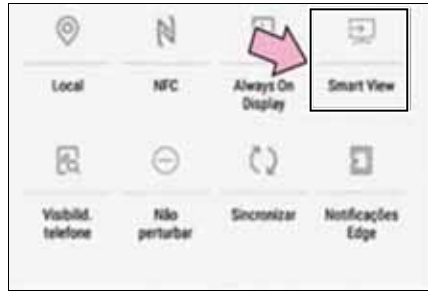 Local
NFC
Always On
Display
Smart View
Visibilid.
telefone
Não
perturbar
Sincronizar
Notificações
Edge